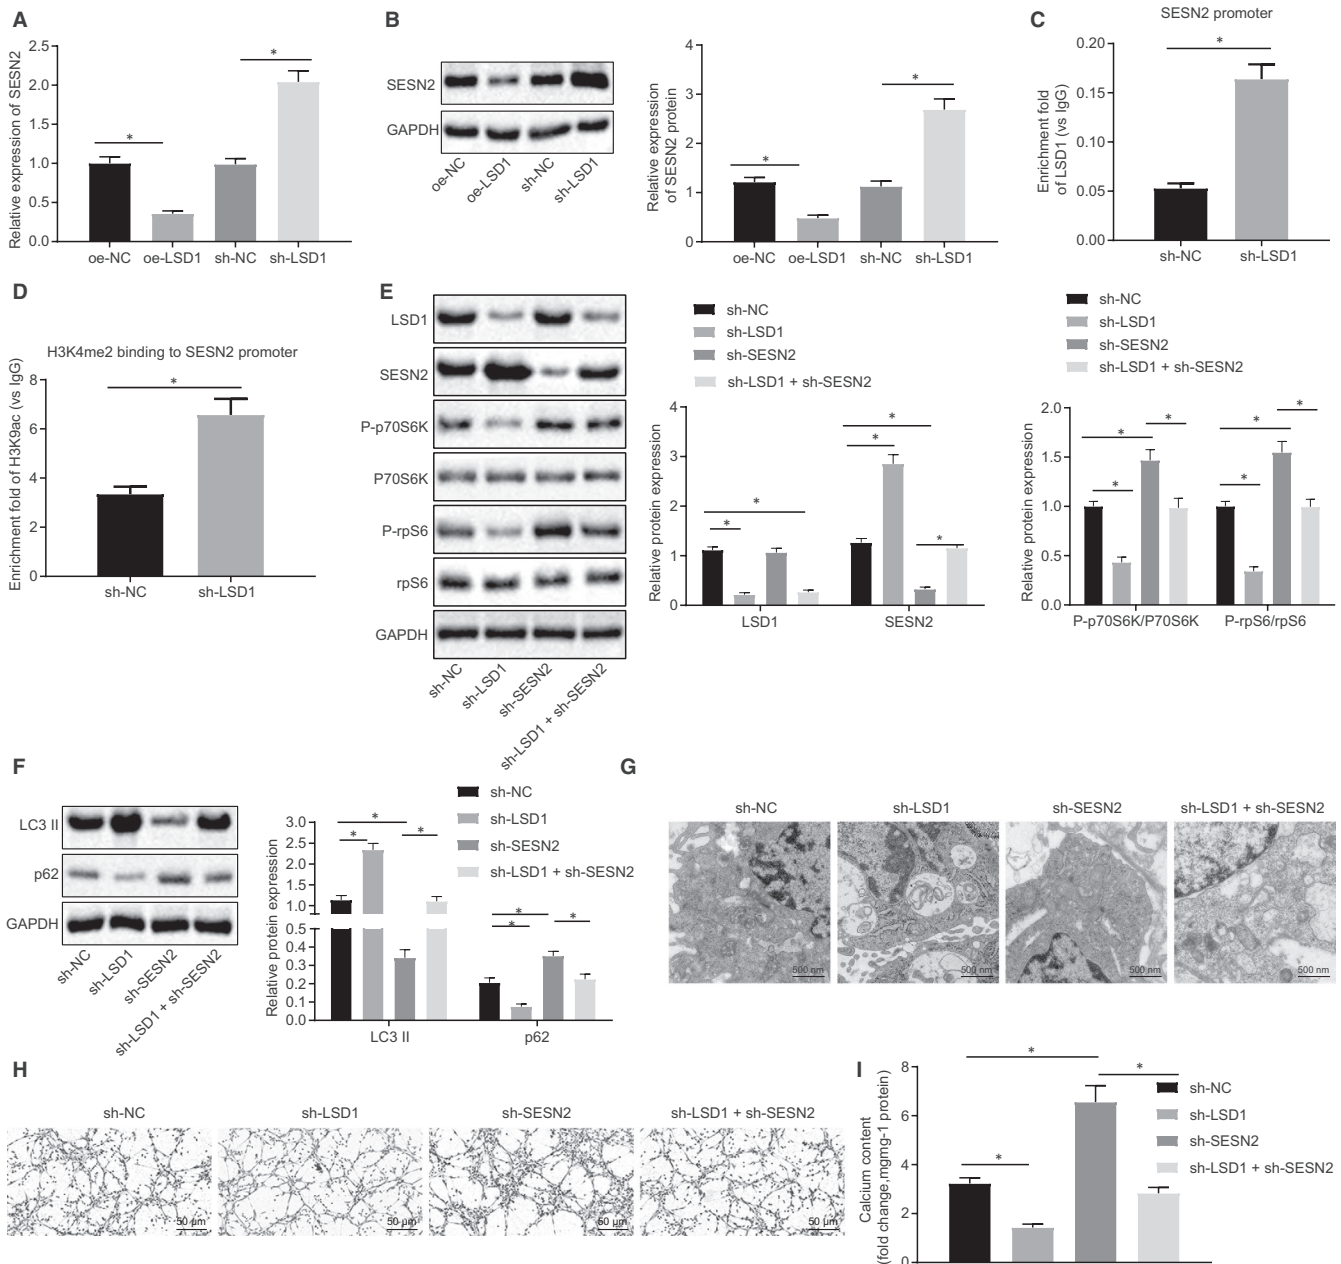 A
Relative expression of SESN2
2.5
2.0
1.5
1.0
0.5
0.0
*
*
oe-NC
oe-LSD1
sh-NC
sh-LSD1
B
SESN2
GAPDH
oe-NC
oe-LSD1
sh-NC
sh-LSD1
Relative expression
of SESN2 protein
4
3
2
1
0
*
*
oe-NC
oe-LSD1
sh-NC
sh-LSD1
C
SESN2 promoter
Enrichment fold
of LSD1 (vs IgG)
0.20
0.15
0.10
0.05
0.00
*
sh-NC
sh-LSD1
D
H3K4me2 binding to SESN2 promoter
Enrichment fold of H3K9ac (vs IgG)
8
6
4
2
0
*
sh-NC
sh-LSD1
E
LSD1
SESN2
P-p70S6K
P70S6K
P-rpS6
rpS6
GAPDH
sh-NC
sh-LSD1
sh-SESN2
sh-LSD1 + sh-SESN2
sh-NC
sh-LSD1
sh-SESN2
sh-LSD1 + sh-SESN2
Relative protein expression
4
3
2
1
0
*
*
*
*
*
LSD1
SESN2
sh-NC
sh-LSD1
sh-SESN2
sh-LSD1 + sh-SESN2
Relative protein expression
2.0
1.5
1.0
0.5
0.0
*
*
*
*
*
*
P-p70S6K/P70S6K
P-rpS6/rpS6
F
LC3 II
p62
GAPDH
sh-NC
sh-LSD1
sh-SESN2
sh-LSD1 + sh-SESN2
Relative protein expression
3.0
2.5
2.0
1.5
1.0
0.5
0.4
0.3
0.2
0.1
0.0
*
*
*
*
*
*
LC3 II
p62
sh-NC
sh-LSD1
sh-SESN2
sh-LSD1 + sh-SESN2
G
sh-NC
sh-LSD1
sh-SESN2
sh-LSD1 + sh-SESN2
500 nm
500 nm
500 nm
500 nm
H
sh-NC
sh-LSD1
sh-SESN2
sh-LSD1 + sh-SESN2
50 µm
50 µm
50 µm
50 µm
I
Calcium content
(fold change,mgmg-1 protein)
8
6
4
2
0
*
*
*
sh-NC
sh-LSD1
sh-SESN2
sh-LSD1 + sh-SESN2